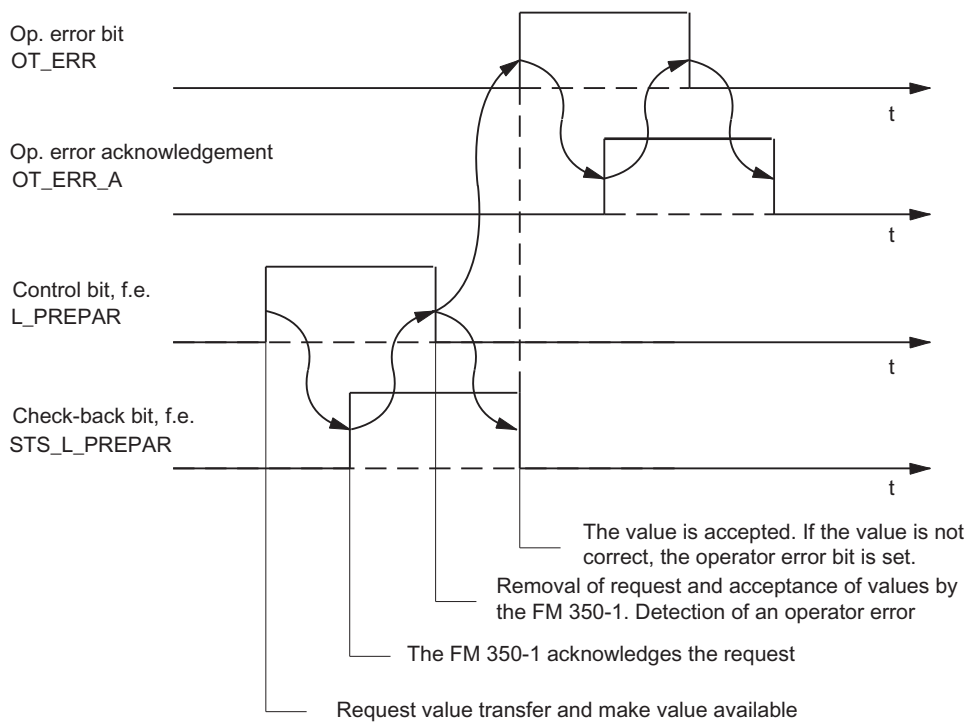 Op. error bit
OT_ERR
t
Op. error acknowledgement
OT_ERR_A
t
Control bit, f.e.
L_PREPAR
t
Check-back bit, f.e.
STS_L_PREPAR
t
The value is accepted. If the value is not
correct, the operator error bit is set.
Removal of request and acceptance of values by
the FM 350-1. Detection of an operator error
The FM 350-1 acknowledges the request
Request value transfer and make value available